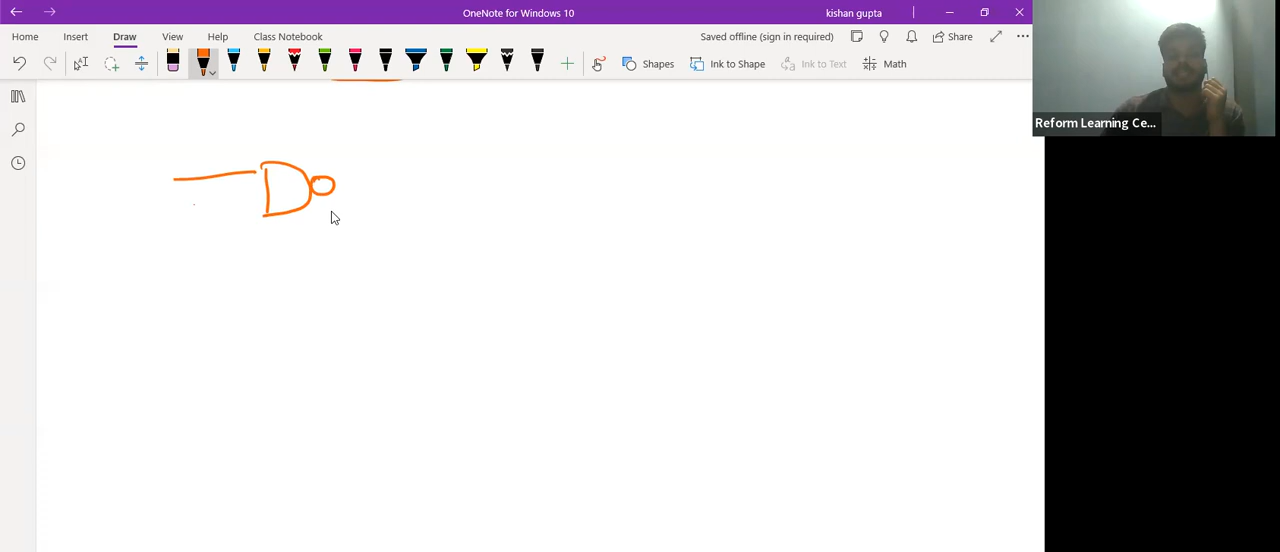 OneNote for Windows 10
kishan gupta
Home Insert Draw View Help Class Notebook
Saved offline (sign in required)
Share
Shapes
Ink to Shape
Ink to Text
Math
Reform Learning Ce...